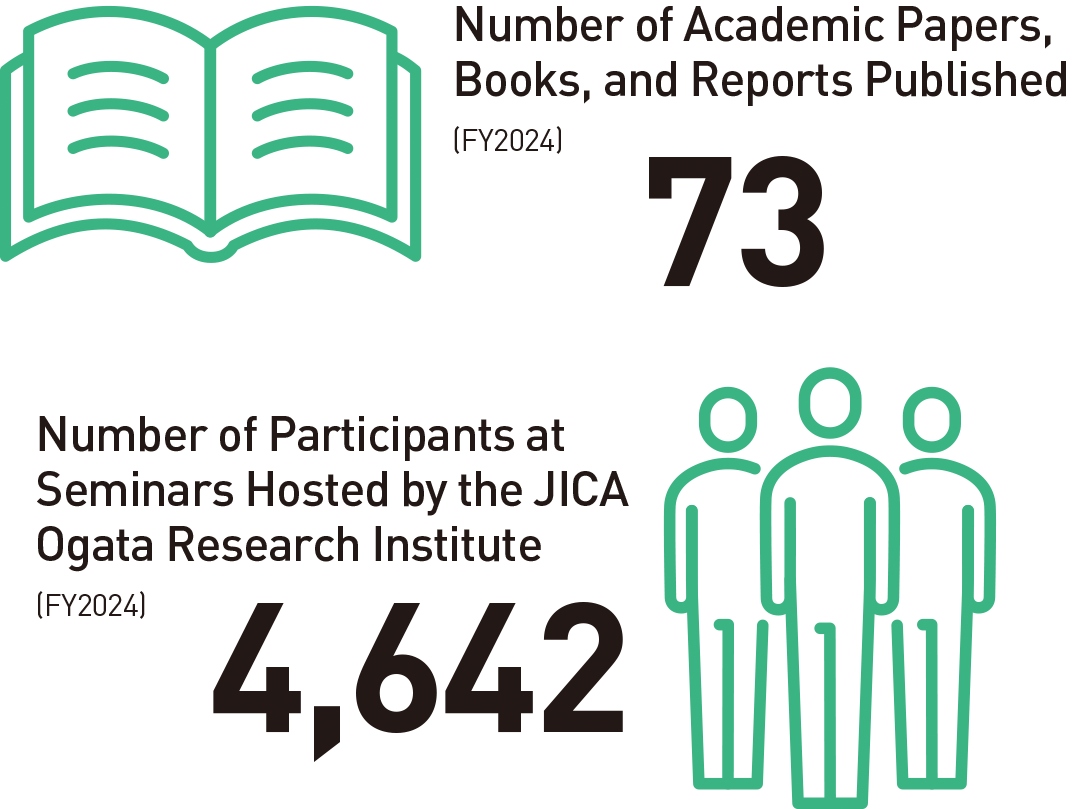 Number of Academic Papers,
Books, and Reports Published
(FY2024)
73
Number of Participants at
Seminars Hosted by the JICA
Ogata Research Institute
(FY2024)
4,642